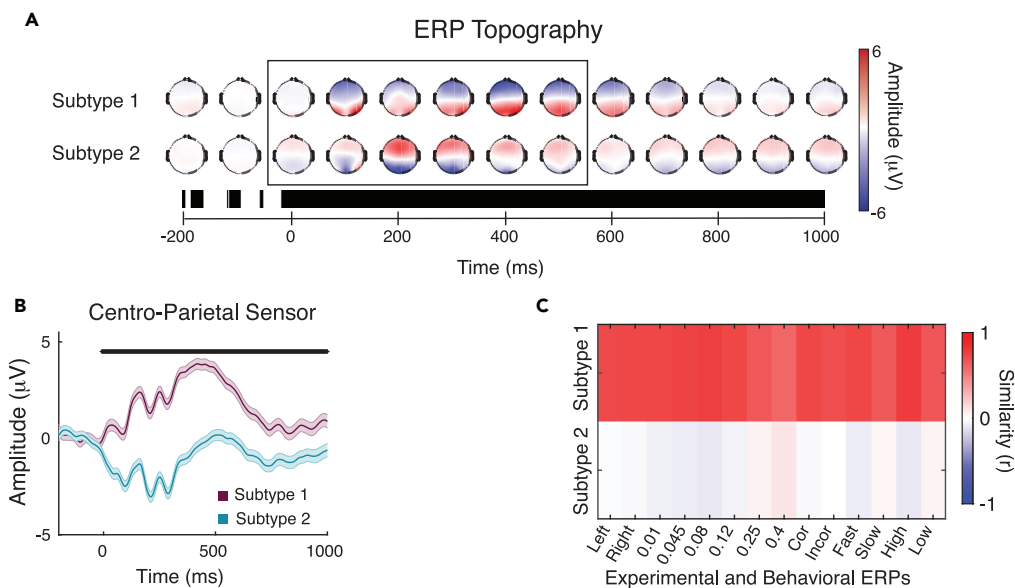 A
ERP Topography
Subtype 1
Subtype 2
6
-6
Amplitude (μV)
-200 0 200 400 600 800 1000
Time (ms)
B
Centro-Parietal Sensor
5
0
-5
Amplitude (μV)
Subtype 1
Subtype 2
0 500 1000
Time (ms)
C
Subtype 1
Subtype 2
1
0
-1
Similarity (r)
Left Right 0.01 0.045 0.08 0.12 0.25 0.4 Cor Incor Fast Slow High Low
Experimental and Behavioral ERPs